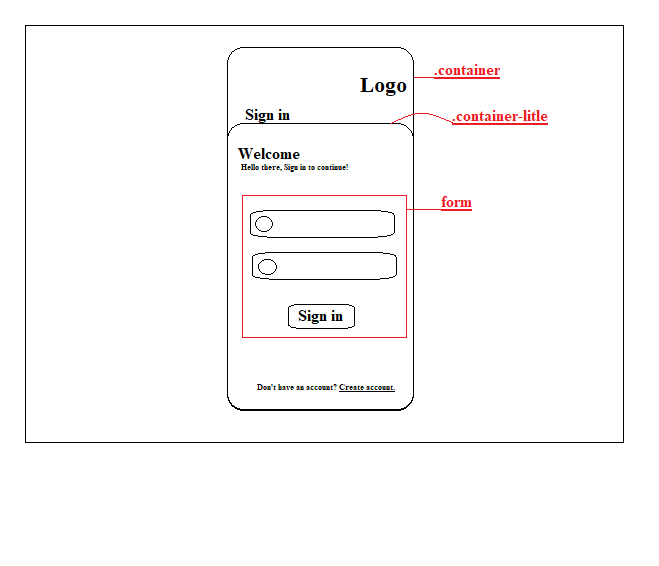 .container
Logo
Sign in
.container-litle
Welcome
Hello there, Sign in to continue!
form
Sign in
Don't have an account? Create account.